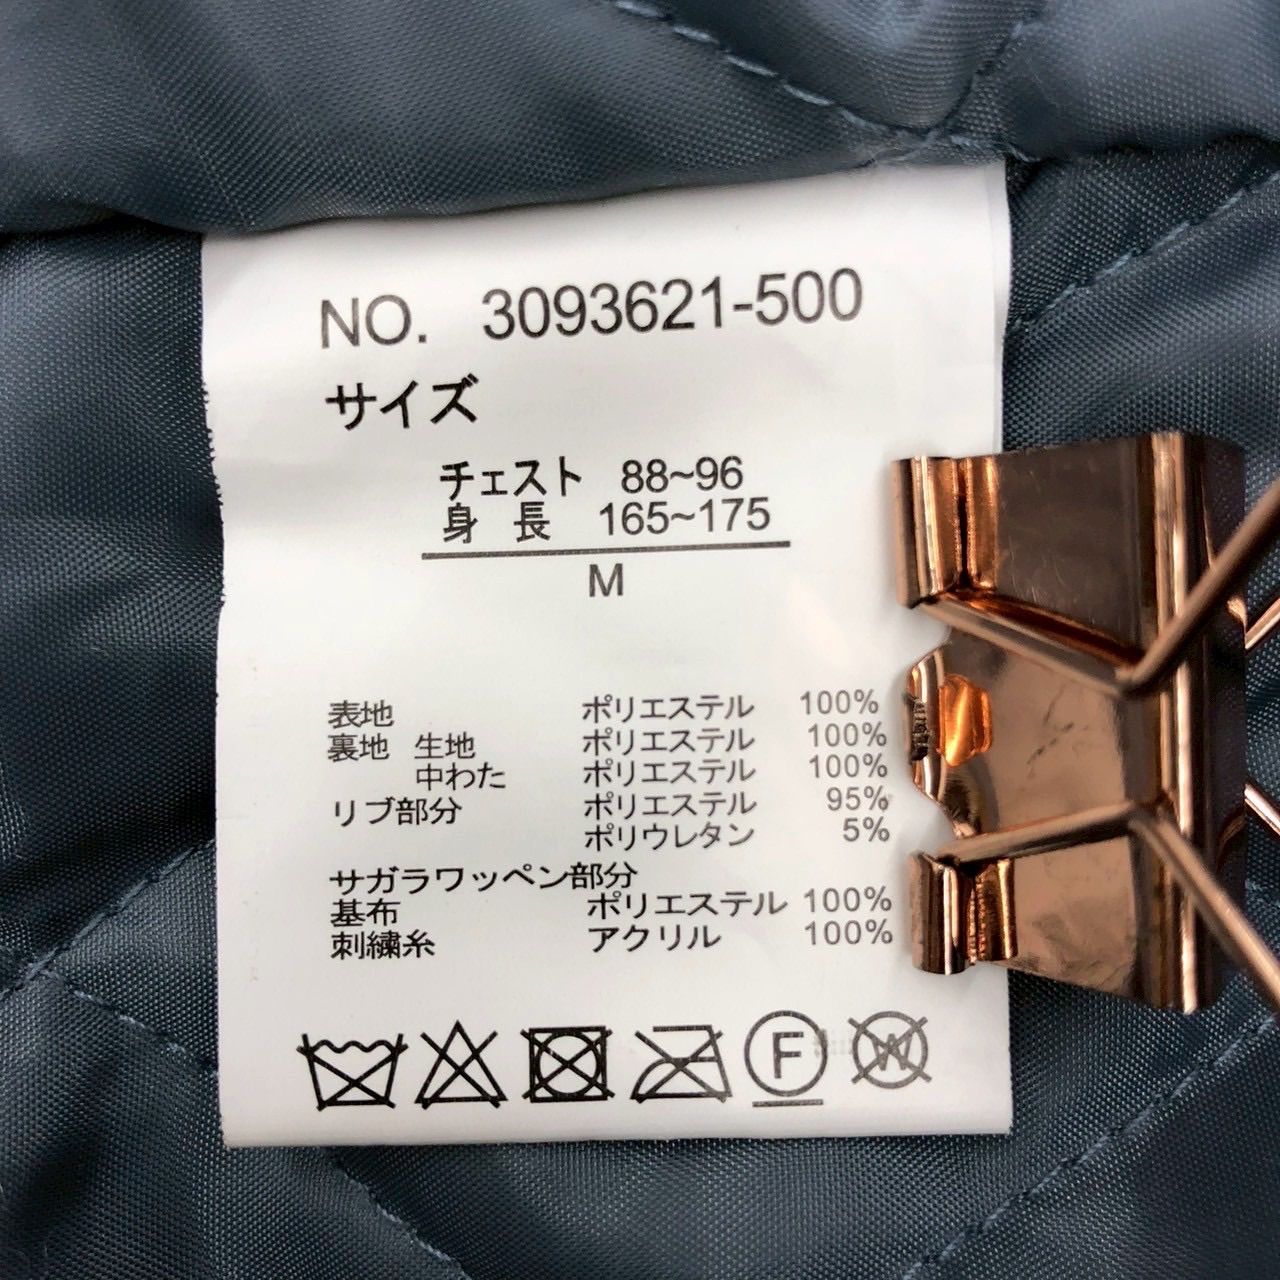 NO. 3093621-500
サイズ
チェスト 88~96
身 長 165~175
M
表地 ポリエステル 100%
裏地 生地 ポリエステル 100%
中わた ポリエステル 100%
リブ部分 ポリエステル 95%
ポリウレタン 5%
サガラワッペン部分
基布 ポリエステル 100%
刺繍糸 アクリル 100%
F W